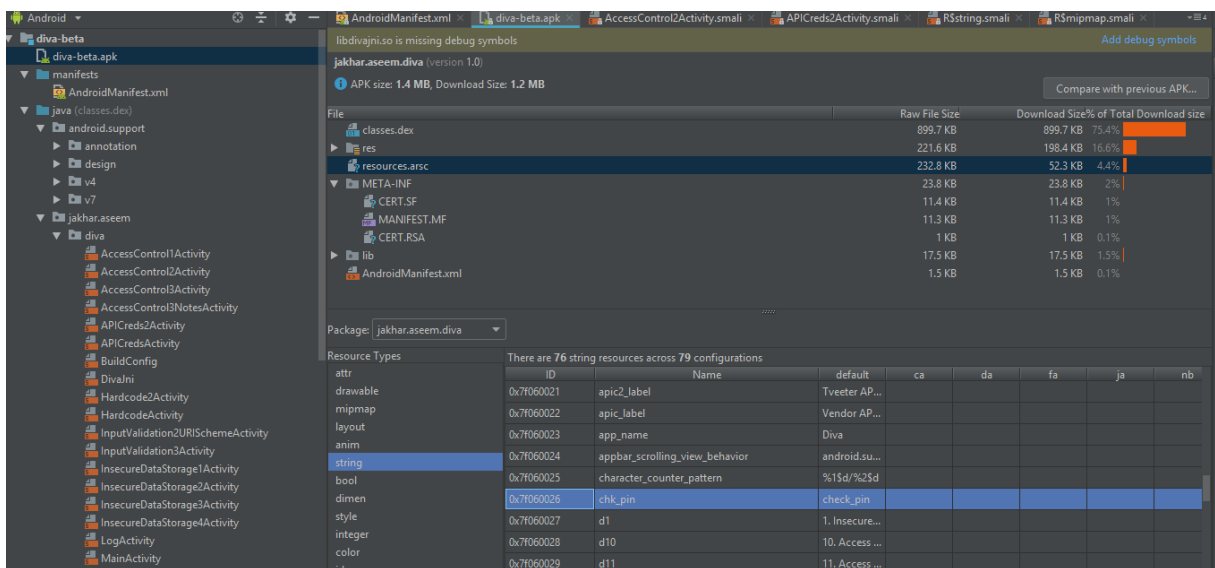 Android
AndroidManifest.xml
diva-beta.apk
AccessControl2Activity.smali
APICreds2Activity.smali
R$string.smali
R$mipmap.smali
diva-beta
diva-beta.apk
manifests
AndroidManifest.xml
java (classes.dex)
android.support
annotation
design
v4
v7
jakhar.aseem
diva
AccessControl1Activity
AccessControl2Activity
AccessControl3Activity
AccessControl3NotesActivity
APICreds2Activity
APICredsActivity
BuildConfig
DivaJni
Hardcode2Activity
HardcodeActivity
InputValidation2URISchemeActivity
InputValidation3Activity
InsecureDataStorage1Activity
InsecureDataStorage2Activity
InsecureDataStorage3Activity
InsecureDataStorage4Activity
LogActivity
MainActivity
libdivajni.so is missing debug symbols Add debug symbols
jakhar.aseem.diva (version 1.0)
APK size: 1.4 MB, Download Size: 1.2 MB
Compare with previous APK...
File Raw File Size Download Size % of Total Download size
classes.dex 899.7 KB 899.7 KB 75.4%
res 221.6 KB 198.4 KB 16.6%
resources.arsc 232.8 KB 52.3 KB 4.4%
META-INF 23.8 KB 23.8 KB 2%
CERT.SF 11.4 KB 11.4 KB 1%
MANIFEST.MF 11.3 KB 11.3 KB 1%
CERT.RSA 1 KB 1 KB 0.1%
lib 17.5 KB 17.5 KB 1.5%
AndroidManifest.xml 1.5 KB 1.5 KB 0.1%
Package: jakhar.aseem.diva
Resource Types
attr
drawable
mipmap
layout
anim
string
bool
dimen
style
integer
color
There are 76 string resources across 79 configurations
ID Name default ca da fa ja nb
0x7f060021 apic2_label Tveeter AP...
0x7f060022 apic_label Vendor AP...
0x7f060023 app_name Diva
0x7f060024 appbar_scrolling_view_behavior android.su...
0x7f060025 character_counter_pattern %1$d/%2$d
0x7f060026 chk_pin check_pin
0x7f060027 d1 1. Insecure...
0x7f060028 d10 10. Access ...
0x7f060029 d11 11. Access ...